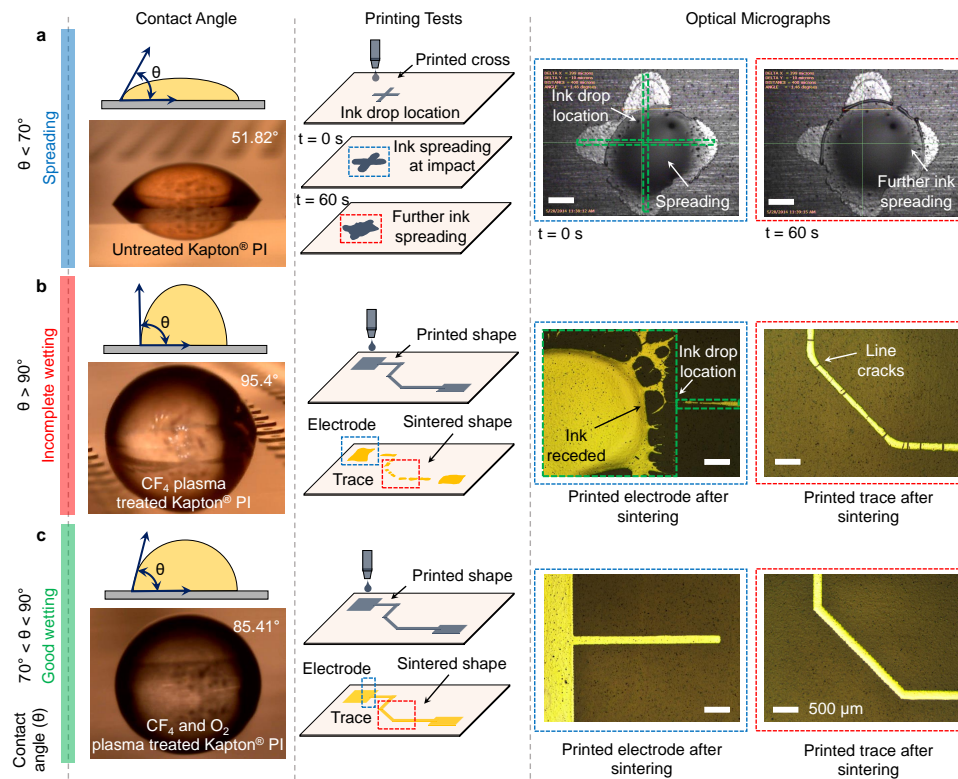 Contact Angle
Printing Tests
Optical Micrographs
a
θ < 70°
Spreading
θ
51.82°
Untreated Kapton® PI
Printed cross
Ink drop location
t = 0 s
Ink spreading
at impact
t = 60 s
Further ink
spreading
Ink drop
location
Spreading
t = 0 s
Further ink
spreading
t = 60 s
b
θ > 90°
Incomplete wetting
θ
95.4°
CF₄ plasma
treated Kapton® PI
Printed shape
Electrode
Sintered shape
Trace
Ink drop
location
Ink
receded
Printed electrode after
sintering
Line
cracks
Printed trace after
sintering
c
70° < θ < 90°
Good wetting
Contact
angle (θ)
θ
85.41°
CF₄ and O₂
plasma treated Kapton® PI
Printed shape
Electrode
Sintered shape
Trace
Printed electrode after
sintering
500 µm
Printed trace after
sintering